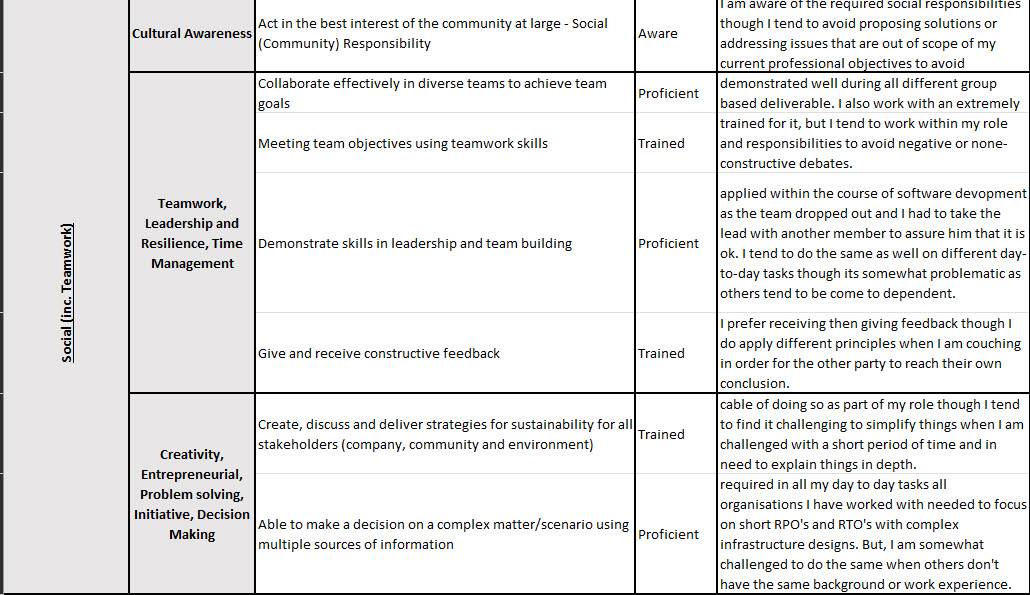 Social (inc. Teamwork)
Cultural Awareness
Act in the best interest of the community at large - Social
(Community) Responsibility
Aware
I am aware of the required social responsibilities
though I tend to avoid proposing solutions or
addressing issues that are out of scope of my
current professional objectives to avoid
Teamwork,
Leadership and
Resilience, Time
Management
Collaborate effectively in diverse teams to achieve team
goals
Proficient
demonstrated well during all different group
based deliverable. I also work with an extremely
Meeting team objectives using teamwork skills
Trained
trained for it, but I tend to work within my role
and responsibilities to avoid negative or none-
constructive debates.
Demonstrate skills in leadership and team building
Proficient
applied within the course of software devopment
as the team dropped out and I had to take the
lead with another member to assure him that it is
ok. I tend to do the same as well on different day-
to-day tasks though its somewhat problematic as
others tend to be come to dependent.
Give and receive constructive feedback
Trained
I prefer receiving then giving feedback though I
do apply different principles when I am couching
in order for the other party to reach their own
conclusion.
Creativity,
Entrepreneurial,
Problem solving,
Initiative, Decision
Making
Create, discuss and deliver strategies for sustainability for all
stakeholders (company, community and environment)
Trained
cable of doing so as part of my role though I tend
to find it challenging to simplify things when I am
challenged with a short period of time and in
need to explain things in depth.
Able to make a decision on a complex matter/scenario using
multiple sources of information
Proficient
required in all my day to day tasks all
organisations I have worked with needed to focus
on short RPO's and RTO's with complex
infrastructure designs. But, I am somewhat
challenged to do the same when others don't
have the same background or work experience.